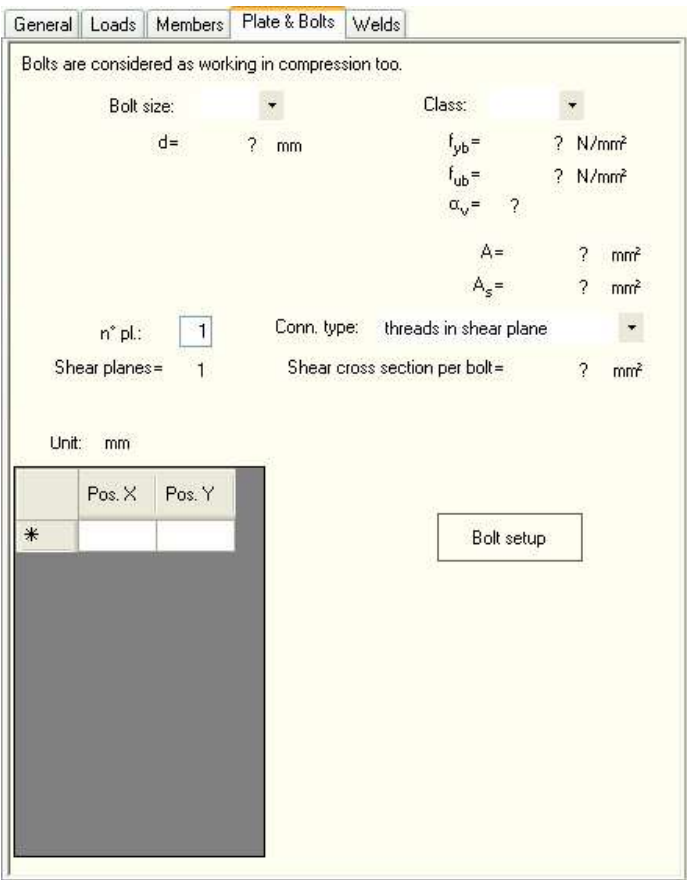 General Loads Members Plate & Bolts Welds
Bolts are considered as working in compression too.
Bolt size: Class:
d= ? mm fyb= ? N/mm²
fub= ? N/mm²
αv= ?
A= ? mm²
As= ? mm²
n° pl.: 1 Conn. type: threads in shear plane
Shear planes= 1 Shear cross section per bolt= ? mm²
Unit: mm
Pos. X Pos. Y
*
Bolt setup